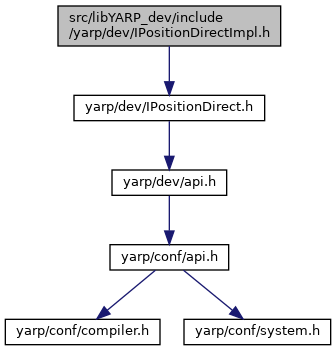 src/libYARP_dev/include
/yarp/dev/IPositionDirectImpl.h
yarp/dev/IPositionDirect.h
yarp/dev/api.h
yarp/conf/api.h
yarp/conf/compiler.h
yarp/conf/system.h